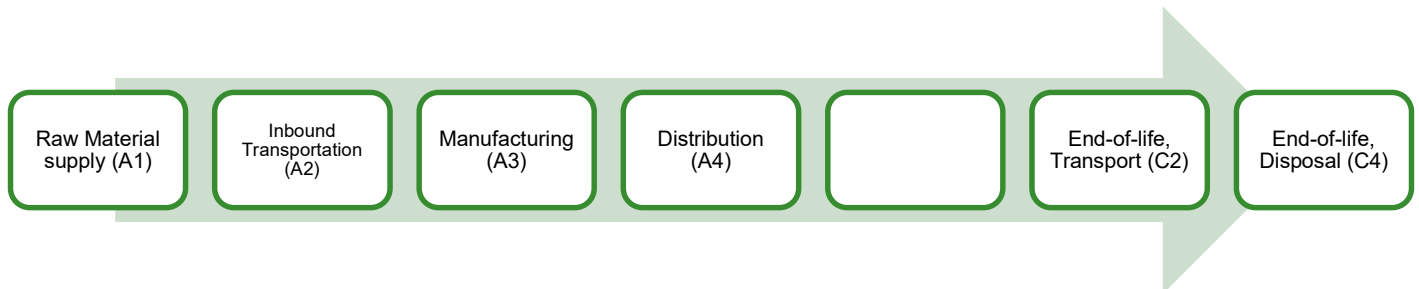 Raw Material
supply (A1)
Inbound
Transportation
(A2)
Manufacturing
(A3)
Distribution
(A4)
End-of-life,
Transport (C2)
End-of-life,
Disposal (C4)